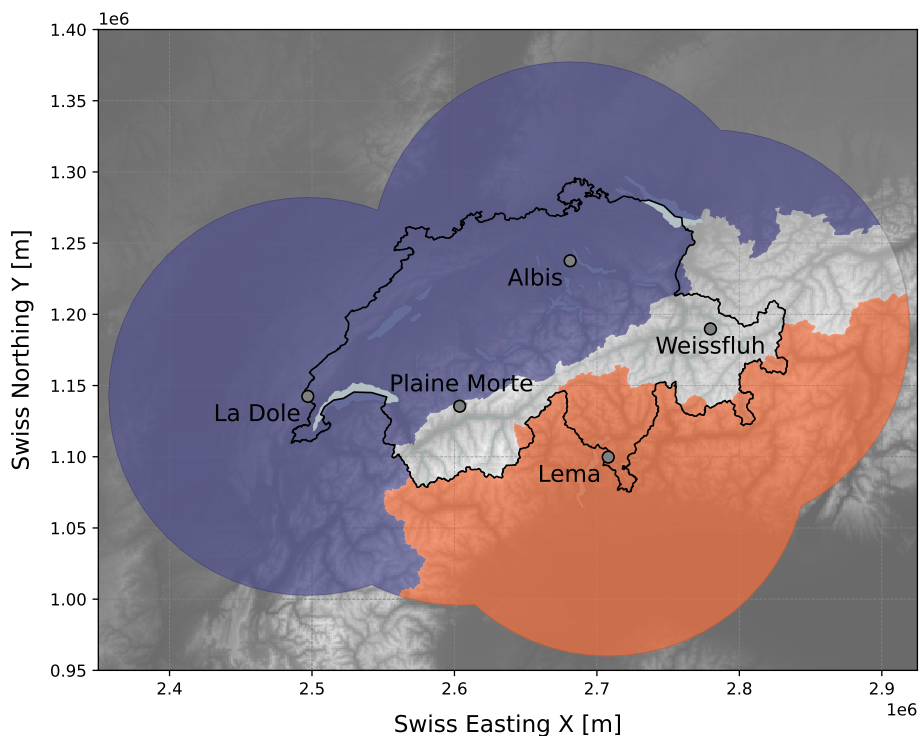 1e6
1.40
1.35
1.30
1.25
1.20
1.15
1.10
1.05
1.00
0.95
Swiss Northing Y [m]
Albis
Weissfluh
Plaine Morte
La Dole
Lema
2.4
2.5
2.6
2.7
2.8
2.9
1e6
Swiss Easting X [m]